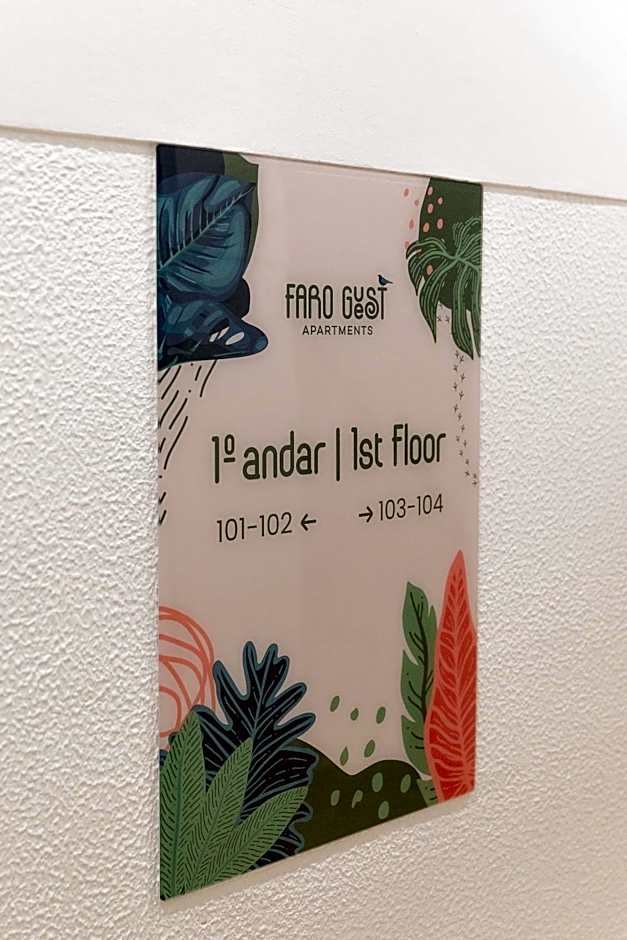 FARO GUEST
APARTMENTS
1º andar | 1st Floor
101-102 ← → 103-104